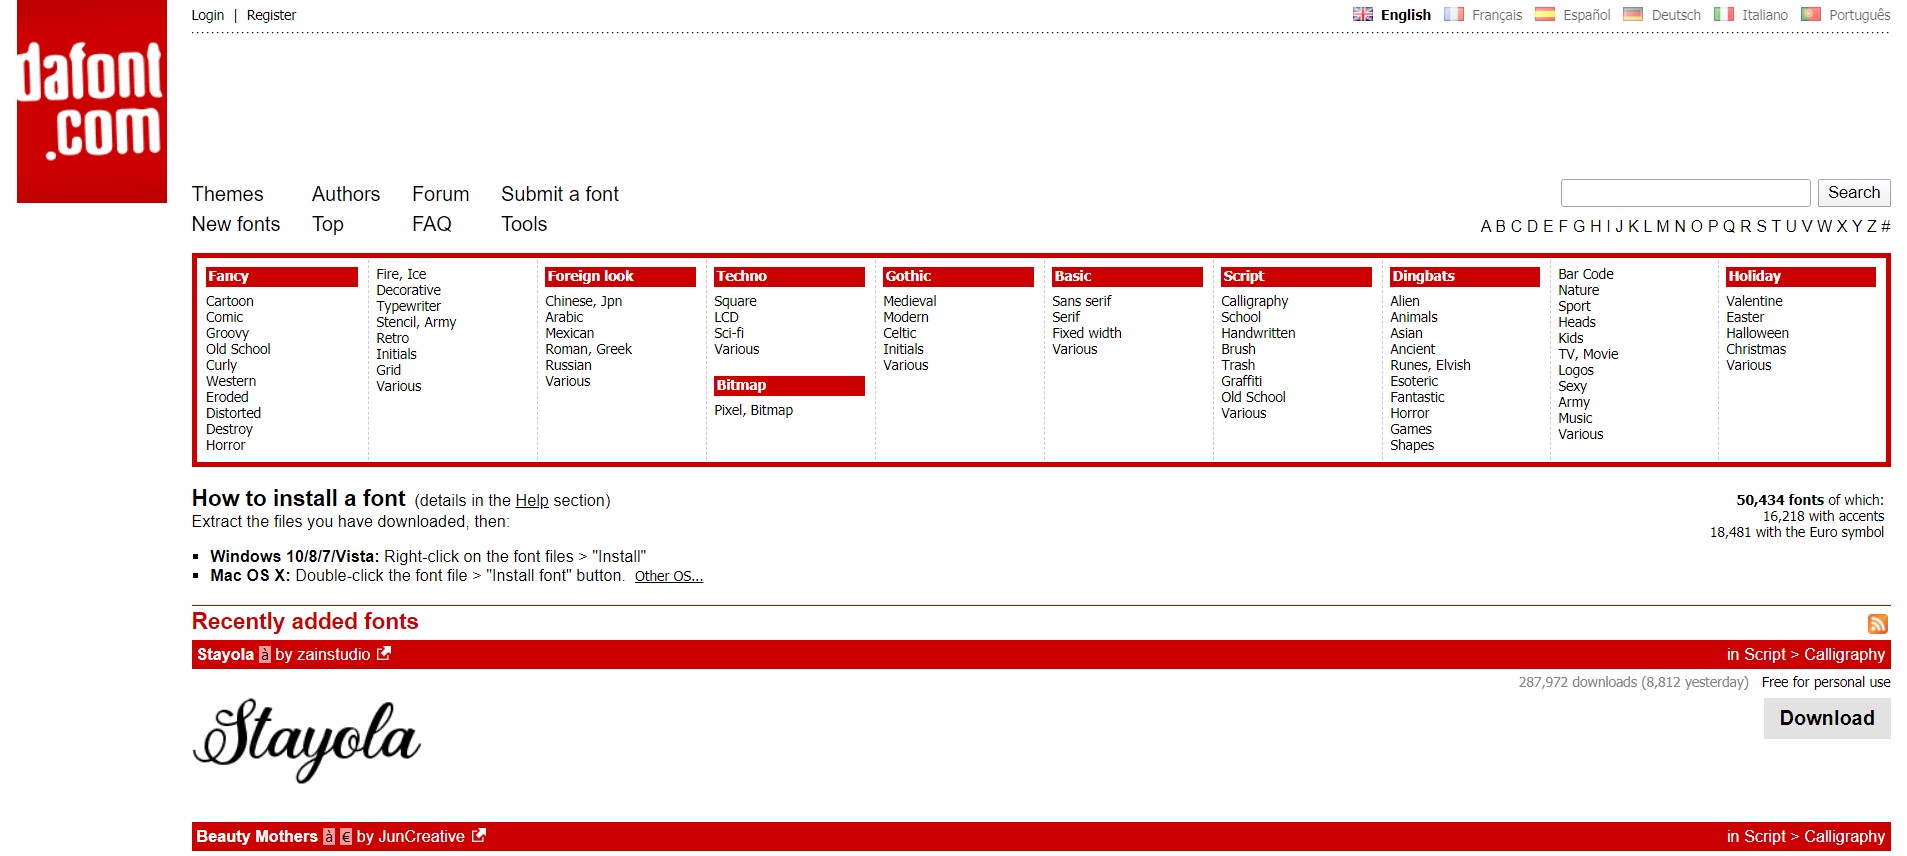 dafont
.com
Login | Register
English Français Español Deutsch Italiano Português
Themes Authors Forum Submit a font
New fonts Top FAQ Tools
Search
A B C D E F G H I J K L M N O P Q R S T U V W X Y Z #
Fancy
Cartoon
Comic
Groovy
Old School
Curly
Western
Eroded
Distorted
Destroy
Horror
Fire, Ice
Decorative
Typewriter
Stencil, Army
Retro
Initials
Grid
Various
Foreign look
Chinese, Jpn
Arabic
Mexican
Roman, Greek
Russian
Various
Techno
Square
LCD
Sci-fi
Various
Bitmap
Pixel, Bitmap
Gothic
Medieval
Modern
Celtic
Initials
Various
Basic
Sans serif
Serif
Fixed width
Various
Script
Calligraphy
School
Handwritten
Brush
Trash
Graffiti
Old School
Various
Dingbats
Alien
Animals
Asian
Ancient
Runes, Elvish
Esoteric
Fantastic
Horror
Games
Shapes
Bar Code
Nature
Sport
Heads
Kids
TV, Movie
Logos
Sexy
Army
Music
Various
Holiday
Valentine
Easter
Halloween
Christmas
Various
How to install a font (details in the Help section)
Extract the files you have downloaded, then:
Windows 10/8/7/Vista: Right-click on the font files > "Install"
Mac OS X: Double-click the font file > "Install font" button. Other OS...
50,434 fonts of which:
16,218 with accents
18,481 with the Euro symbol
Recently added fonts
Stayola à by zainstudio in Script > Calligraphy
287,972 downloads (8,812 yesterday) Free for personal use
Stayola
Download
Beauty Mothers à € by JunCreative in Script > Calligraphy